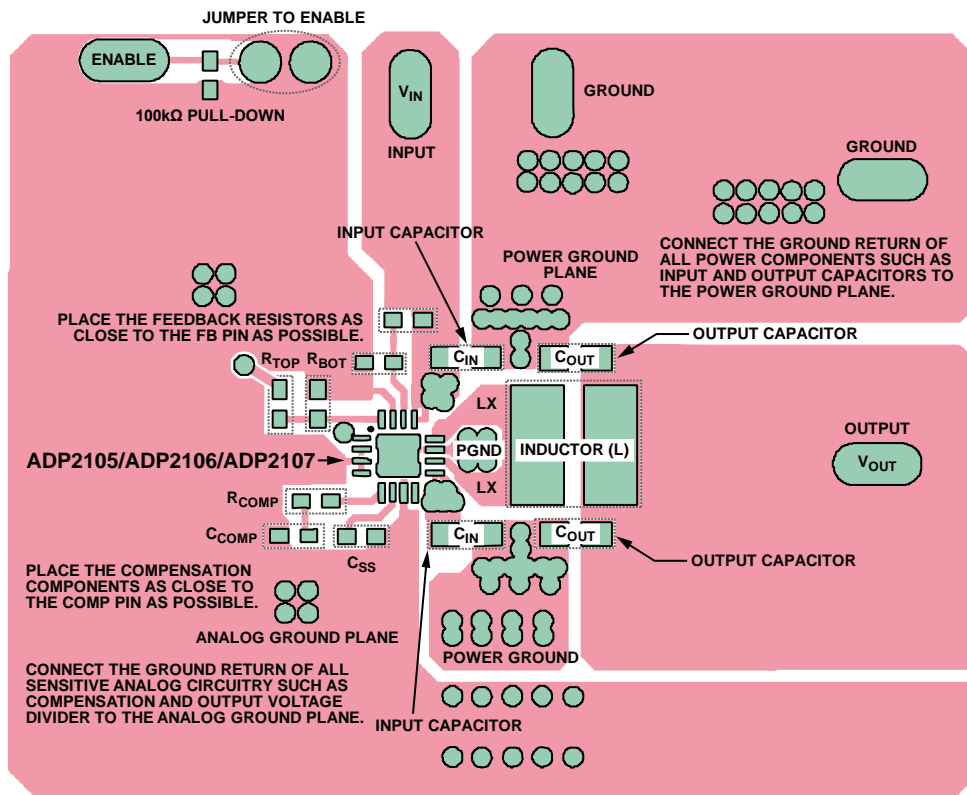 JUMPER TO ENABLE
ENABLE
100kΩ PULL-DOWN
VIN
INPUT
GROUND
GROUND
CONNECT THE GROUND RETURN OF
ALL POWER COMPONENTS SUCH AS
INPUT AND OUTPUT CAPACITORS TO
THE POWER GROUND PLANE.
INPUT CAPACITOR
POWER GROUND
PLANE
PLACE THE FEEDBACK RESISTORS AS
CLOSE TO THE FB PIN AS POSSIBLE.
OUTPUT CAPACITOR
RTOP
RBOT
CIN
COUT
LX
PGND
LX
INDUCTOR (L)
OUTPUT
VOUT
ADP2105/ADP2106/ADP2107
RCOMP
CCOMP
CSS
CIN
COUT
OUTPUT CAPACITOR
PLACE THE COMPENSATION
COMPONENTS AS CLOSE TO
THE COMP PIN AS POSSIBLE.
ANALOG GROUND PLANE
POWER GROUND
CONNECT THE GROUND RETURN OF ALL
SENSITIVE ANALOG CIRCUITRY SUCH AS
COMPENSATION AND OUTPUT VOLTAGE
DIVIDER TO THE ANALOG GROUND PLANE.
INPUT CAPACITOR